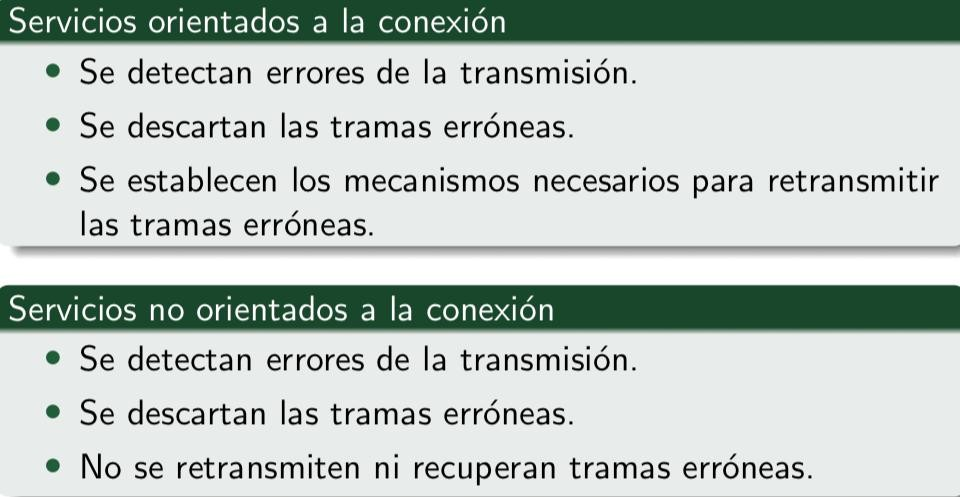 Servicios orientados a la conexión
• Se detectan errores de la transmisión.
• Se descartan las tramas erróneas.
• Se establecen los mecanismos necesarios para retransmitir
las tramas erróneas.
Servicios no orientados a la conexión
• Se detectan errores de la transmisión.
• Se descartan las tramas erróneas.
• No se retransmiten ni recuperan tramas erróneas.